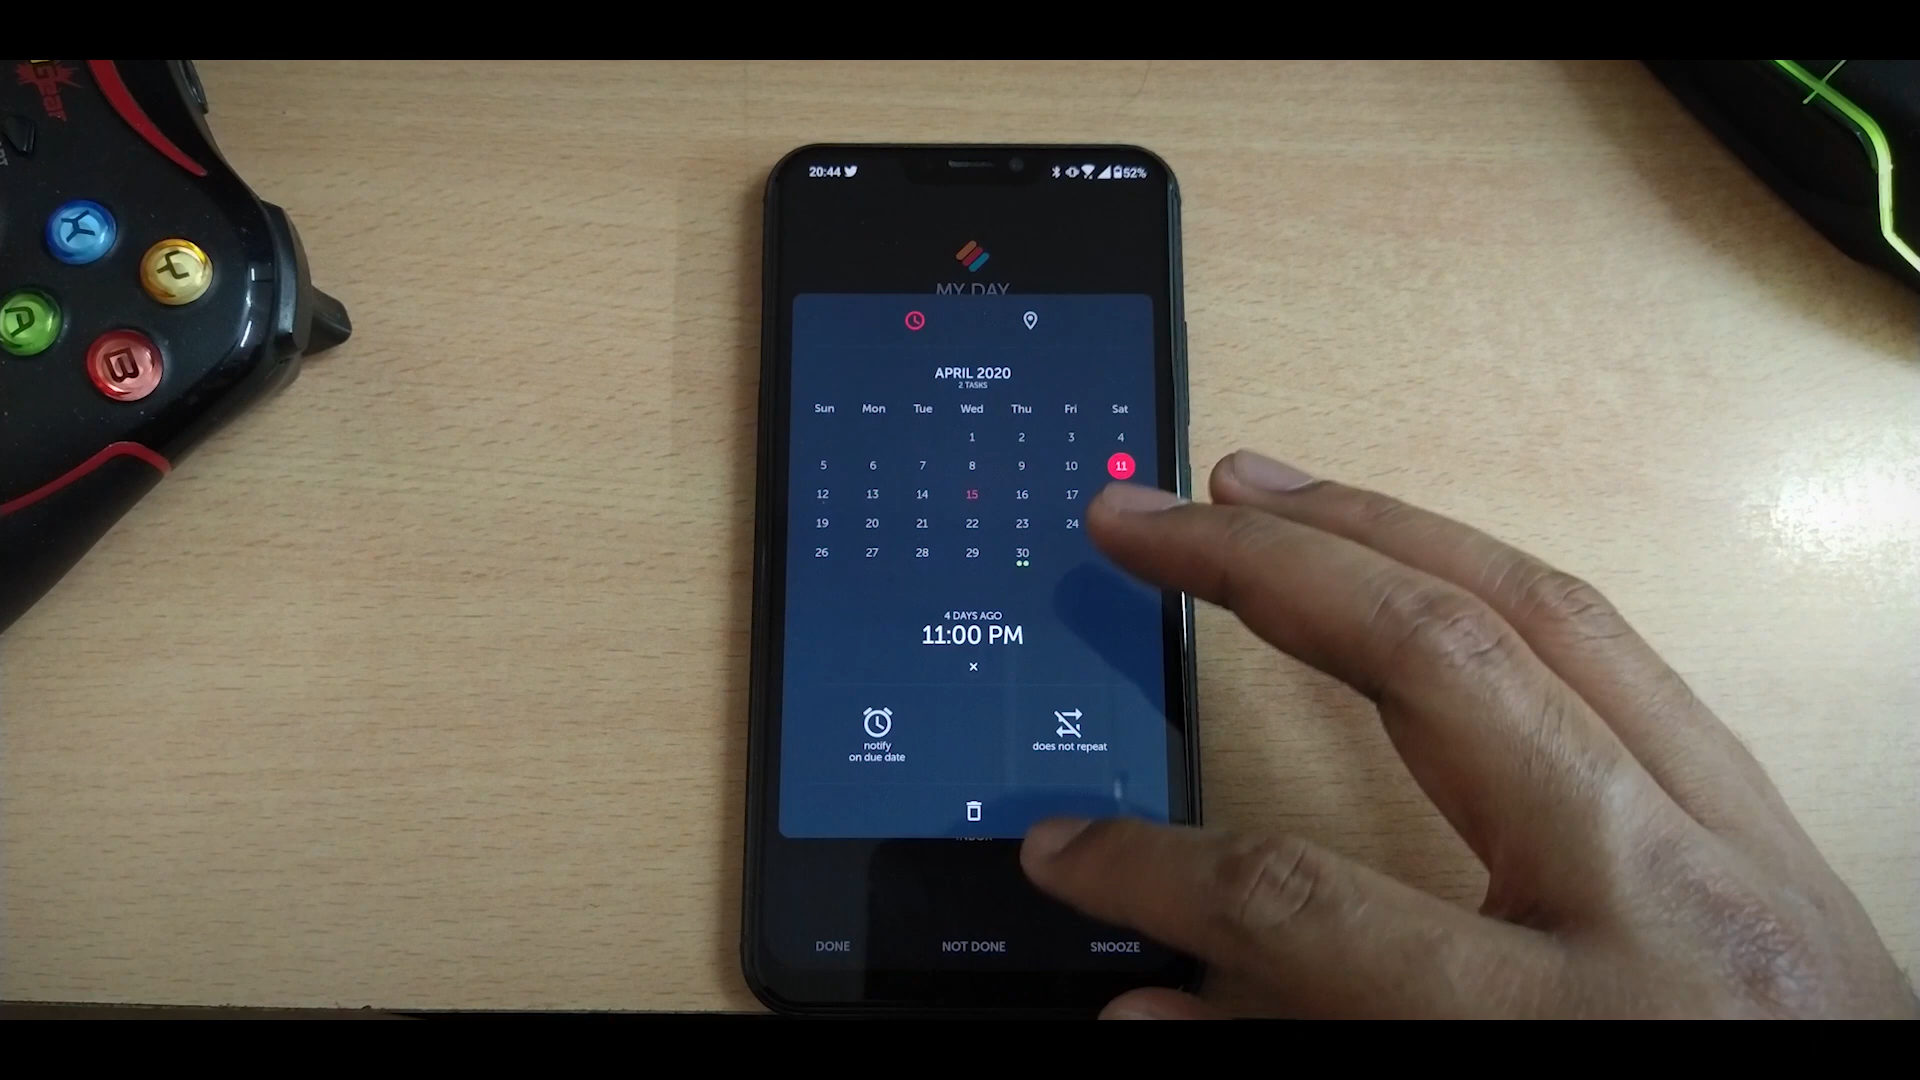 20:44
52%
MY DAY
APRIL 2020
2 TASKS
Sun Mon Tue Wed Thu Fri Sat
1 2 3 4
5 6 7 8 9 10 11
12 13 14 15 16 17
19 20 21 22 23 24
26 27 28 29 30
4 DAYS AGO
11:00 PM
×
notify
on due date
does not repeat
DONE NOT DONE SNOOZE
X
Y
A
B